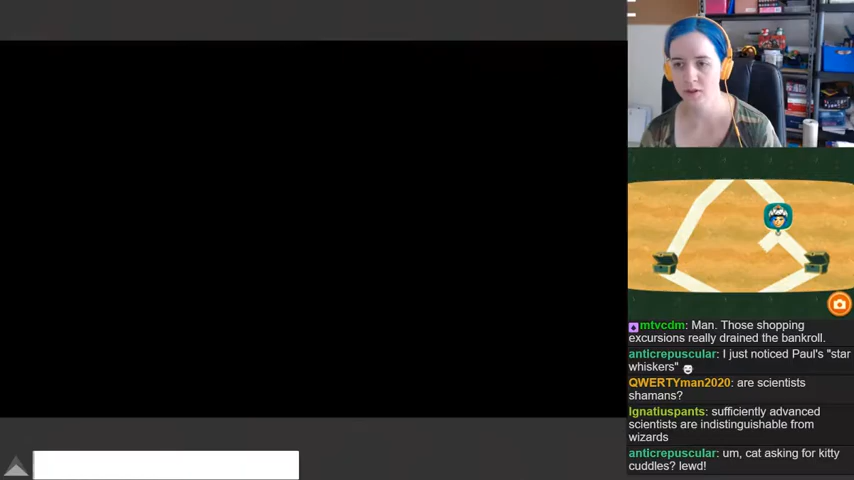 mtvcdm: Man. Those shopping
excursions really drained the bankroll.
anticrepuscular: I just noticed Paul's "star
whiskers"
QWERTYman2020: are scientists
shamans?
Ignatiuspants: sufficiently advanced
scientists are indistinguishable from
wizards
anticrepuscular: um, cat asking for kitty
cuddles? lewd!